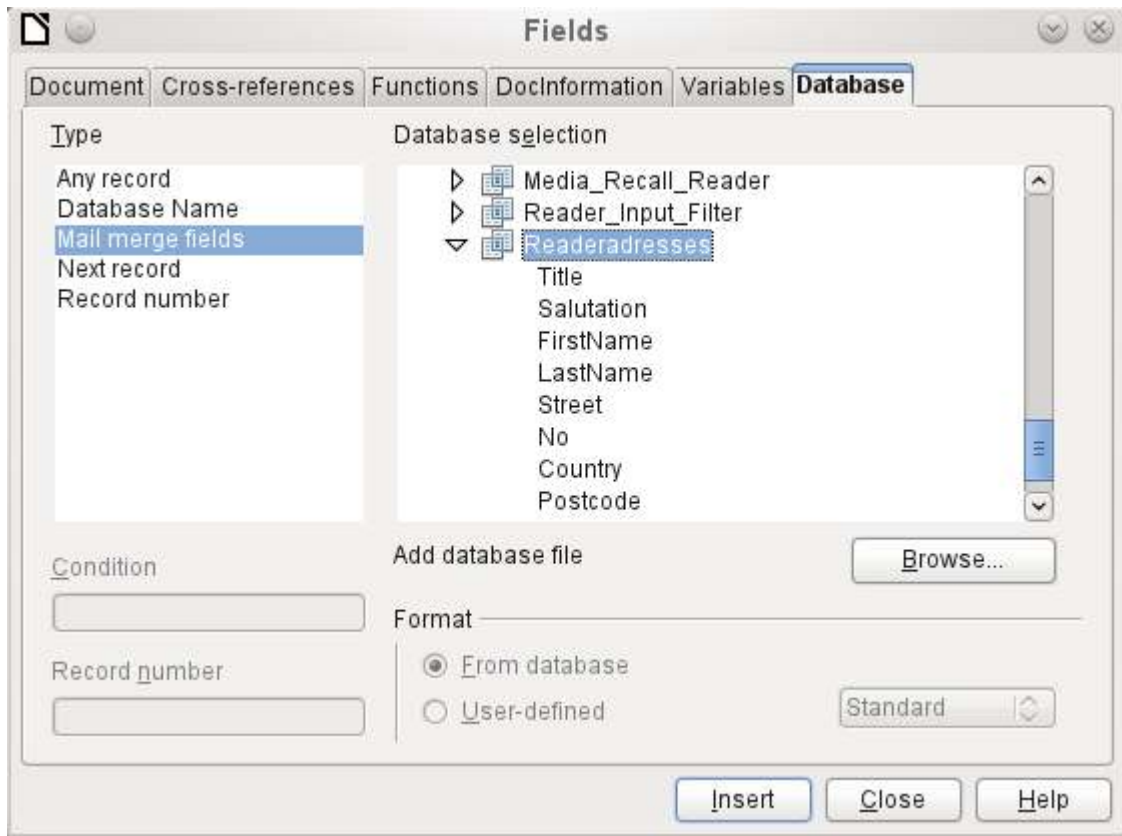 Fields
Document Cross-references Functions DocInformation Variables Database
Type
Any record
Database Name
Mail merge fields
Next record
Record number
Condition
Record number
Database selection
Media_Recall_Reader
Reader_Input_Filter
Readeradresses
Title
Salutation
FirstName
LastName
Street
No
Country
Postcode
Add database file
Browse...
Format
From database
User-defined
Standard
Insert Close Help